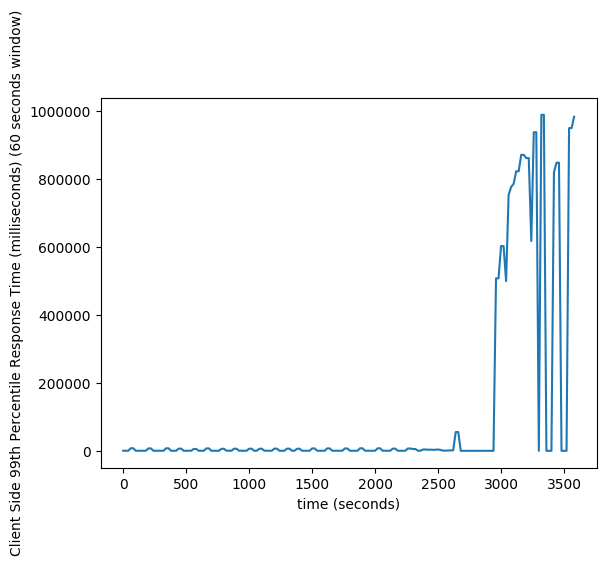 Client Side 99th Percentile Response Time (milliseconds) (60 seconds window)
1000000
800000
600000
400000
200000
0
0 500 1000 1500 2000 2500 3000 3500
time (seconds)